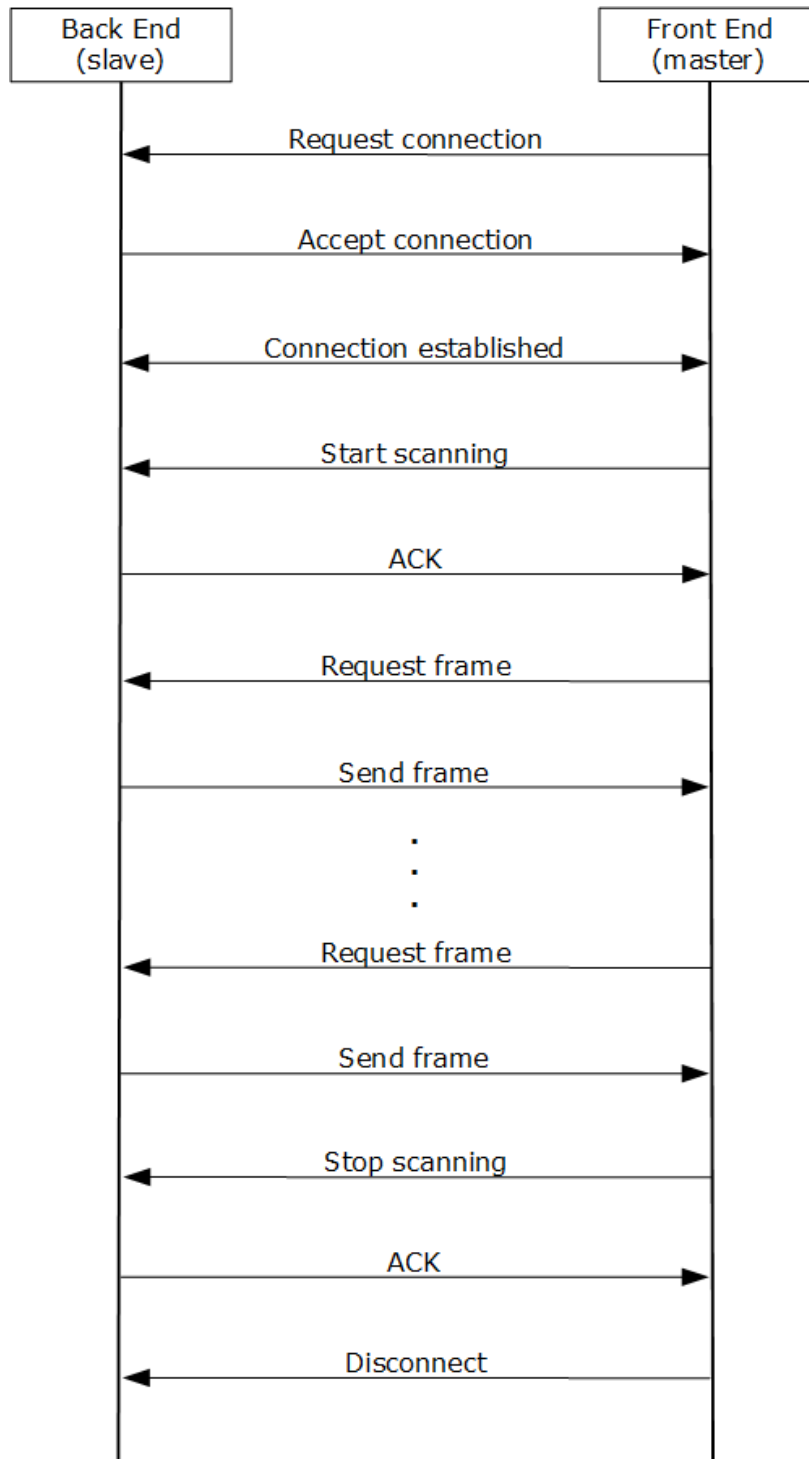 Back End
(slave)
Front End
(master)
Request connection
Accept connection
Connection established
Start scanning
ACK
Request frame
Send frame
.
.
.
Request frame
Send frame
Stop scanning
ACK
Disconnect